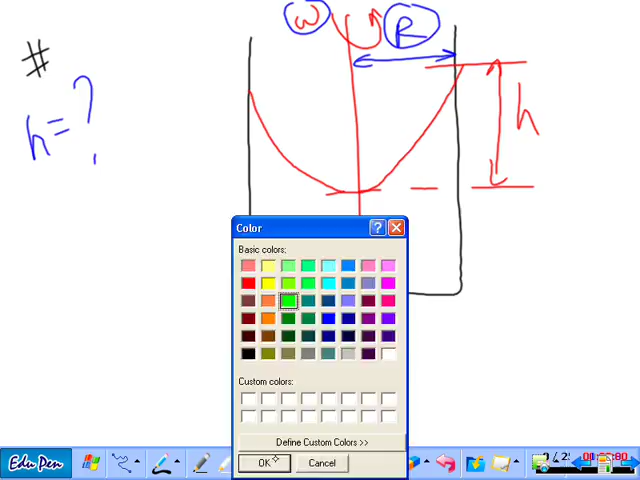 ω
R
#
h = ?
h
Color
Basic colors:
Custom colors:
Define Custom Colors >>
OK
Cancel
Edu Pen